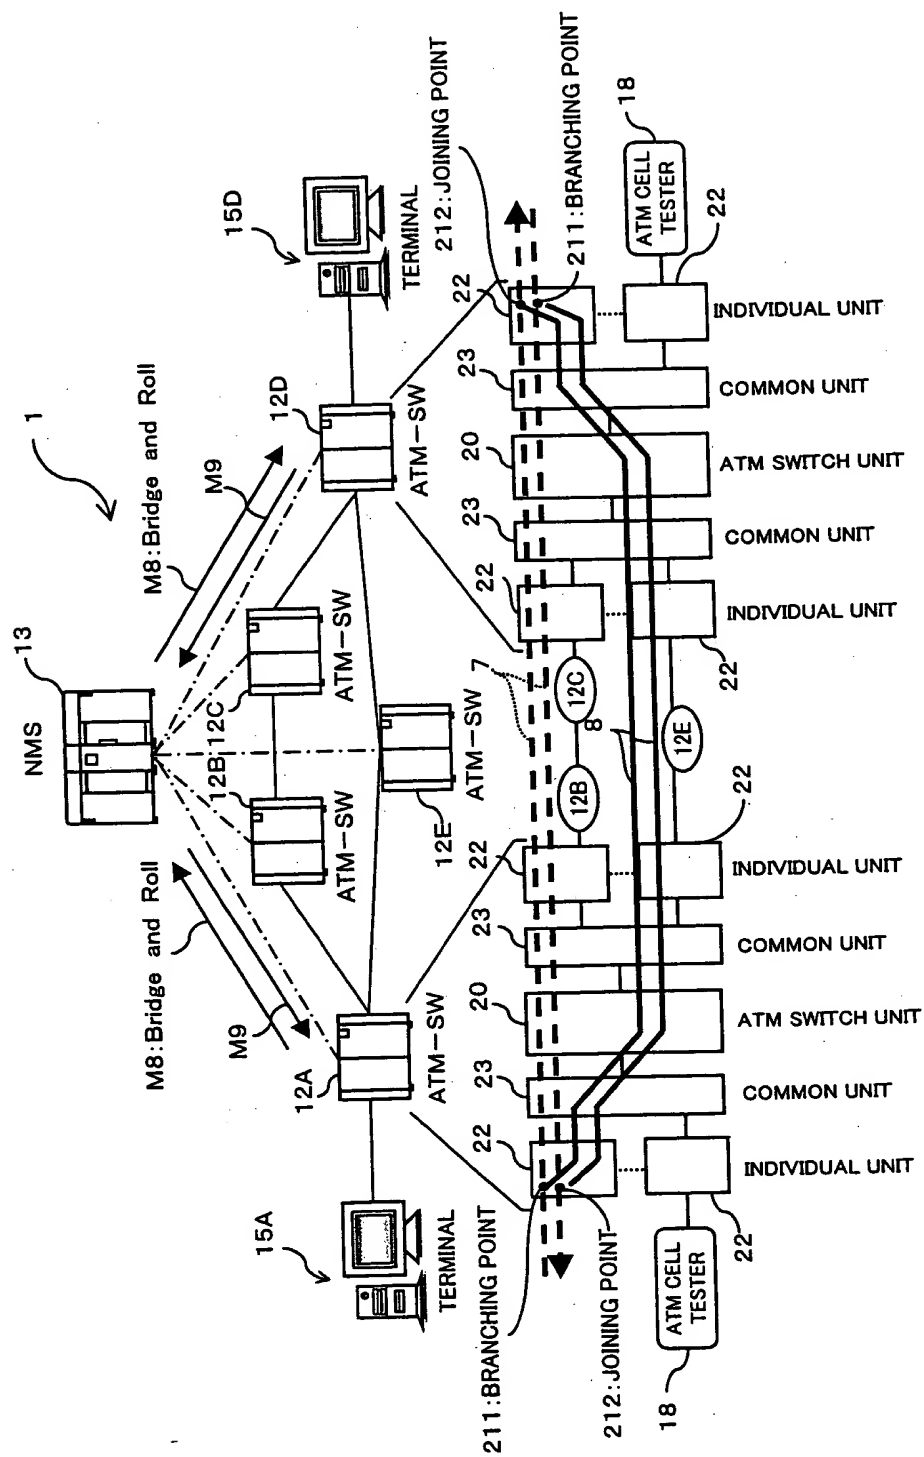 1
13
NMS
M8:Bridge and Roll
M9
M8:Bridge and Roll
M9
15A
TERMINAL
12A
ATM−SW
12B
ATM−SW
12C
ATM−SW
12E
ATM−SW
12D
ATM−SW
15D
TERMINAL
211:BRANCHING POINT
212:JOINING POINT
22
23
20
23
22
7
22
23
20
23
22
212:JOINING POINT
211:BRANCHING POINT
12B
12C
8
12E
18
ATM CELL
TESTER
22
22
22
22
ATM CELL
TESTER
18
INDIVIDUAL UNIT
COMMON UNIT
ATM SWITCH UNIT
COMMON UNIT
INDIVIDUAL UNIT
INDIVIDUAL UNIT
COMMON UNIT
ATM SWITCH UNIT
COMMON UNIT
INDIVIDUAL UNIT